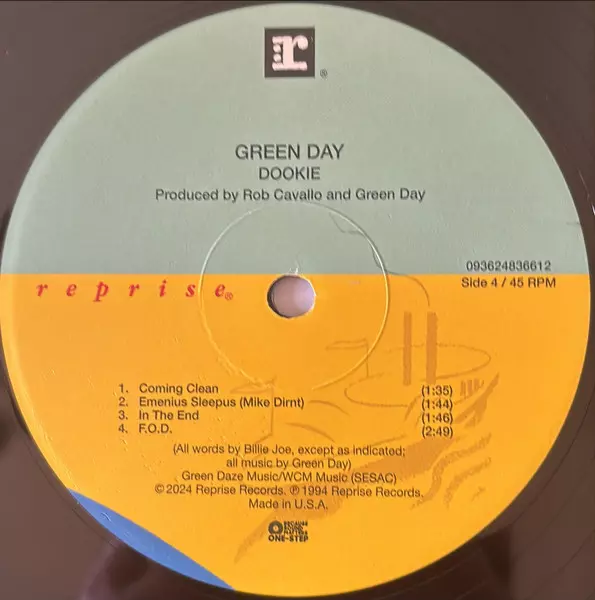 r
®
GREEN DAY
DOOKIE
Produced by Rob Cavallo and Green Day
093624836612
reprise® Side 4 / 45 RPM
1. Coming Clean (1:35)
2. Emenius Sleepus (Mike Dirnt) (1:44)
3. In The End (1:46)
4. F.O.D. (2:49)
(All words by Billie Joe, except as indicated;
all music by Green Day)
Green Daze Music/WCM Music (SESAC)
© 2024 Reprise Records. ℗ 1994 Reprise Records.
Made in U.S.A.
BECAUSE
SOUND
MATTERS
ONE-STEP